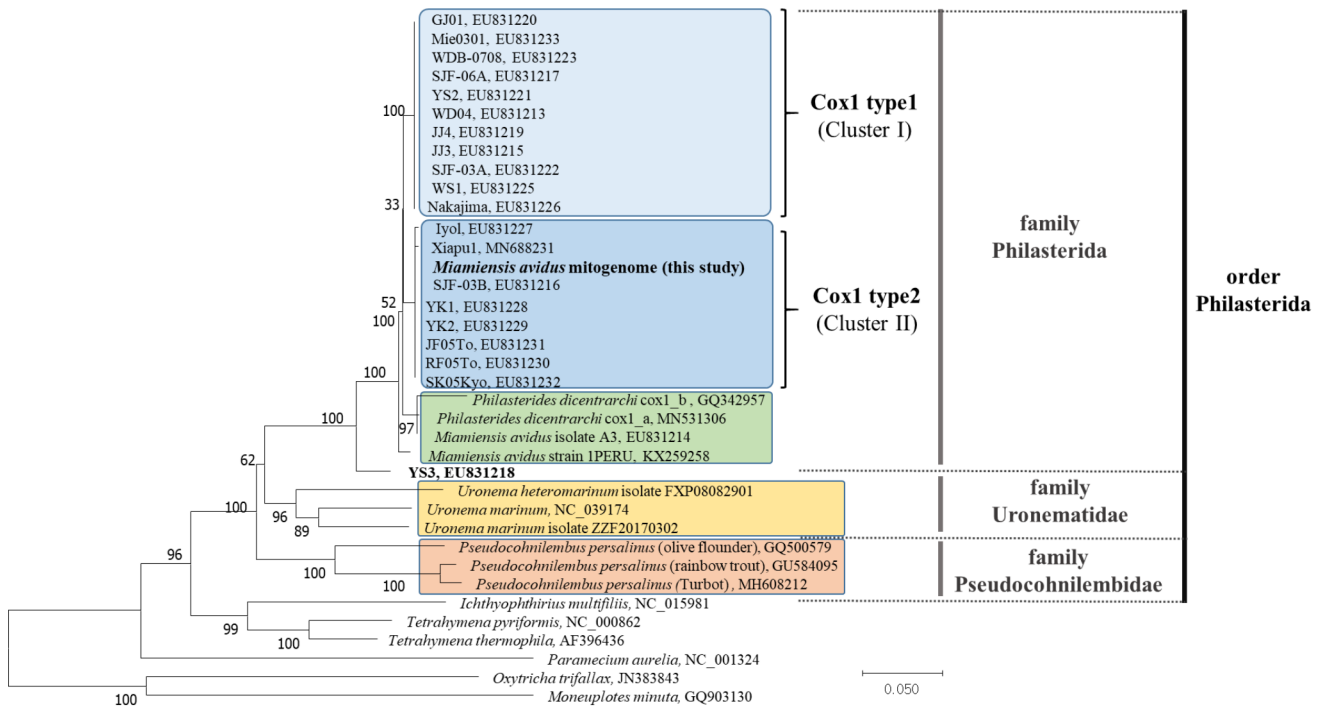 GJ01, EU831220
Mie0301, EU831233
WDB-0708, EU831223
SJF-06A, EU831217
YS2, EU831221
WD04, EU831213
JJ4, EU831219
JJ3, EU831215
SJF-03A, EU831222
WS1, EU831225
Nakajima, EU831226
100
Cox1 type1
(Cluster I)
33
Iyol, EU831227
Xiapu1, MN688231
Miamiensis avidus mitogenome (this study)
SJF-03B, EU831216
YK1, EU831228
YK2, EU831229
JF05To, EU831231
RF05To, EU831230
SK05Kyo, EU831232
52
100
Cox1 type2
(Cluster II)
family
Philasterida
order
Philasterida
100
Philasterides dicentrarchi cox1_b , GQ342957
Philasterides dicentrarchi cox1_a, MN531306
Miamiensis avidus isolate A3, EU831214
Miamiensis avidus strain 1PERU, KX259258
97
100
YS3, EU831218
62
Uronema heteromarinum isolate FXP08082901
Uronema marinum, NC_039174
Uronema marinum isolate ZZF20170302
100
96
89
family
Uronematidae
Pseudocohnilembus persalinus (olive flounder), GQ500579
Pseudocohnilembus persalinus (rainbow trout), GU584095
Pseudocohnilembus persalinus (Turbot), MH608212
96
100
100
family
Pseudocohnilembidae
Ichthyophthirius multifiliis, NC_015981
Tetrahymena pyriformis, NC_000862
Tetrahymena thermophila, AF396436
99
100
Paramecium aurelia, NC_001324
Oxytricha trifallax, JN383843
Moneuplotes minuta, GQ903130
100
0.050